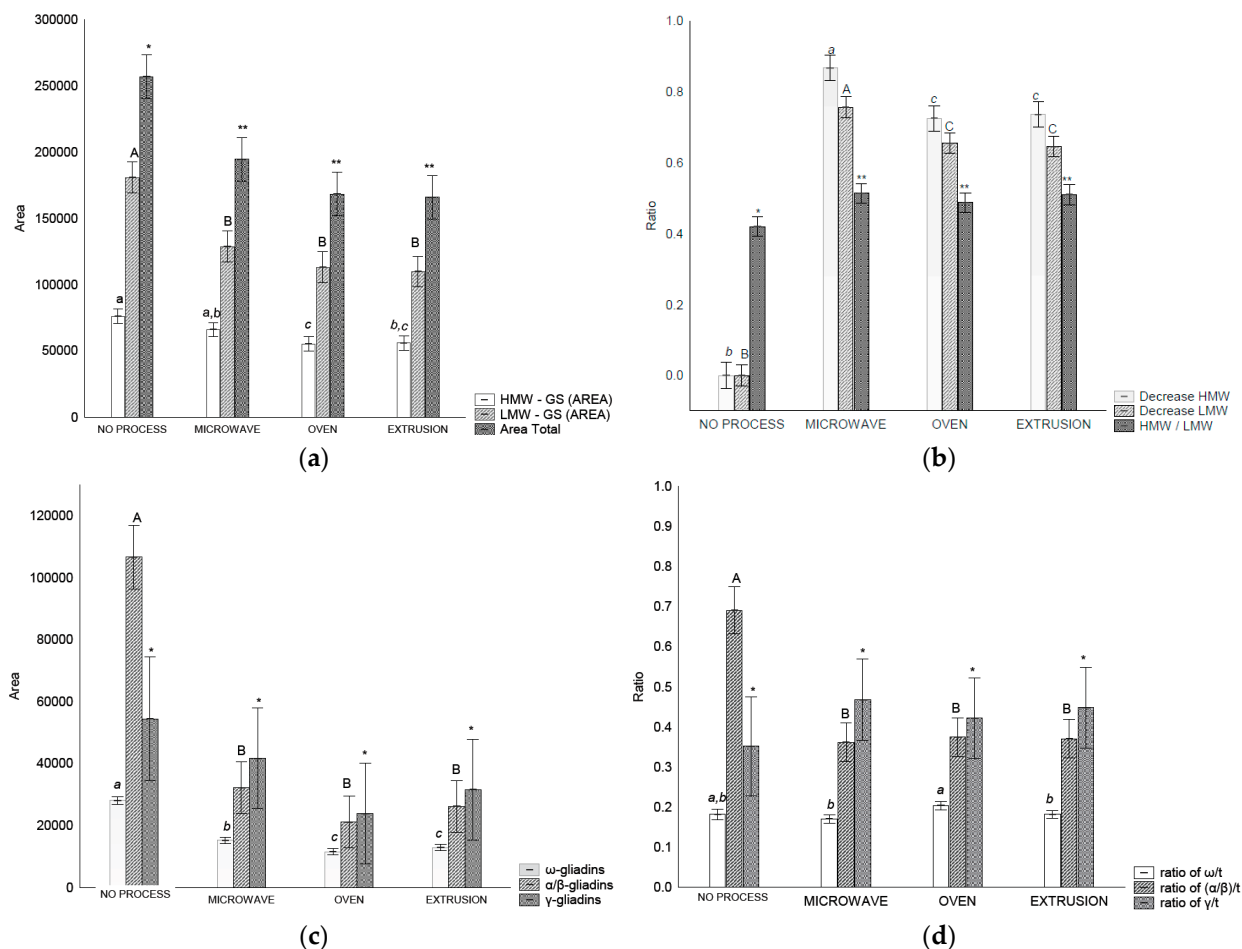 300000
250000
200000
150000
100000
50000
0
Area
a
A
*
a,b
B
**
c
B
**
b,c
B
**
NO PROCESS
MICROWAVE
OVEN
EXTRUSION
HMW - GS (AREA)
LMW - GS (AREA)
Area Total
(a)
1.0
0.8
0.6
0.4
0.2
0.0
Ratio
b
B
*
a
A
**
c
C
**
c
C
**
NO PROCESS
MICROWAVE
OVEN
EXTRUSION
Decrease HMW
Decrease LMW
HMW / LMW
(b)
120000
100000
80000
60000
40000
20000
0
Area
a
A
*
b
B
*
c
B
*
c
B
*
NO PROCESS
MICROWAVE
OVEN
EXTRUSION
ω-gliadins
α/β-gliadins
γ-gliadins
(c)
1.0
0.9
0.8
0.7
0.6
0.5
0.4
0.3
0.2
0.1
0.0
Ratio
a,b
A
*
b
B
*
a
B
*
b
B
*
NO PROCESS
MICROWAVE
OVEN
EXTRUSION
ratio of ω/t
ratio of (α/β)/t
ratio of γ/t
(d)